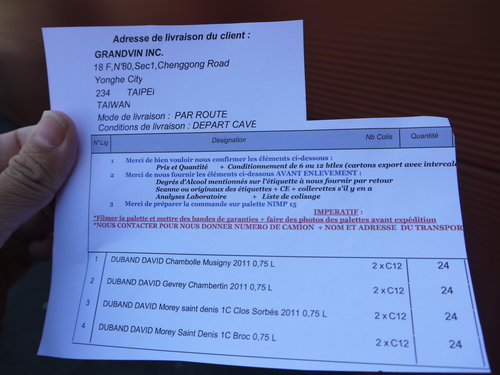 Adresse de livraison du client :
GRANDVIN INC.
18 F,N'80,Sec1,Chenggong Road
Yonghe City
234 TAIPEI
TAIWAN
Mode de livraison : PAR ROUTE
Conditions de livraison : DEPART CAVE
N°Lig Désignation Nb Colis Quantité
1 Merci de bien vouloir nous confirmer les éléments ci-dessous :
Prix et Quantité + Conditionnement de 6 ou 12 btles (cartons export avec intercala
2 Merci de nous fournir les éléments ci-dessous AVANT ENLEVEMENT :
Degrés d'Alcool mentionnés sur l'étiquette à nous fournir par retour
Scanne ou originaux des étiquettes + CE + collerettes s'il y en a
Analyses Laboratoire + Liste de colisage
3 Merci de préparer la commande sur palette NIMP 15
IMPERATIF :
*Filmer la palette et mettre des bandes de garanties + faire des photos des palettes avant expédition
*NOUS CONTACTER POUR NOUS DONNER NUMERO DE CAMION + NOM ET ADRESSE DU TRANSPOR
1 DUBAND DAVID Chambolle Musigny 2011 0,75 L 2 x C12 24
2 DUBAND DAVID Gevrey Chambertin 2011 0,75 L 2 x C12 24
3 DUBAND DAVID Morey saint denis 1C Clos Sorbés 2011 0,75 L 2 x C12 24
4 DUBAND DAVID Morey Saint Denis 1C Broc 0,75 L 2 x C12 24